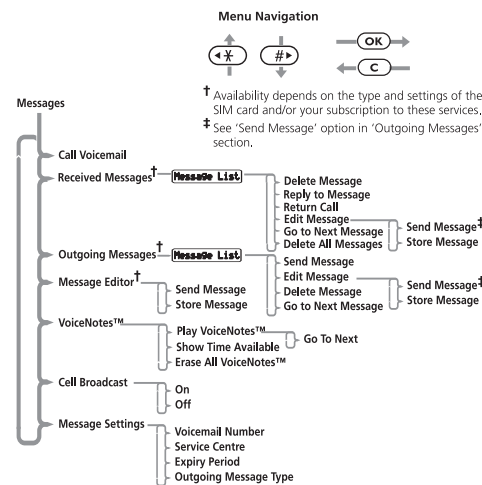 Menu Navigation
OK
C
† Availability depends on the type and settings of the
SIM card and/or your subscription to these services.
‡ See 'Send Message' option in 'Outgoing Messages'
section.
Messages
Call Voicemail
Received Messages† Message List
Delete Message
Reply to Message
Return Call
Edit Message
Go to Next Message
Delete All Messages
Send Message‡
Store Message
Outgoing Messages† Message List
Send Message
Edit Message
Delete Message
Go to Next Message
Send Message‡
Store Message
Message Editor†
Send Message
Store Message
VoiceNotes™
Play VoiceNotes™
Show Time Available
Erase All VoiceNotes™
Go To Next
Cell Broadcast
On
Off
Message Settings
Voicemail Number
Service Centre
Expiry Period
Outgoing Message Type